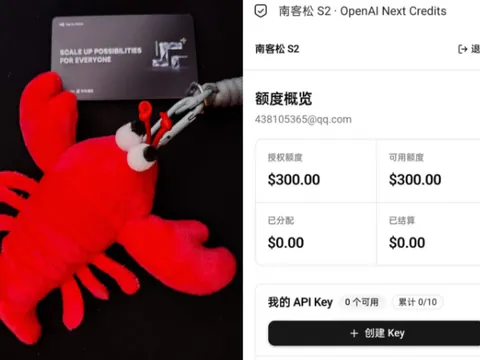 SCALE UP POSSIBILITIES
FOR EVERYONE
南客松 S2 · OpenAI Next Credits
南客松 S2
退
额度概览
438105365@qq.com
授权额度
可用额度
$300.00
$300.00
已分配
已结算
$0.00
$0.00
我的 API Key
0 个可用
累计 0/10
+ 创建 Key